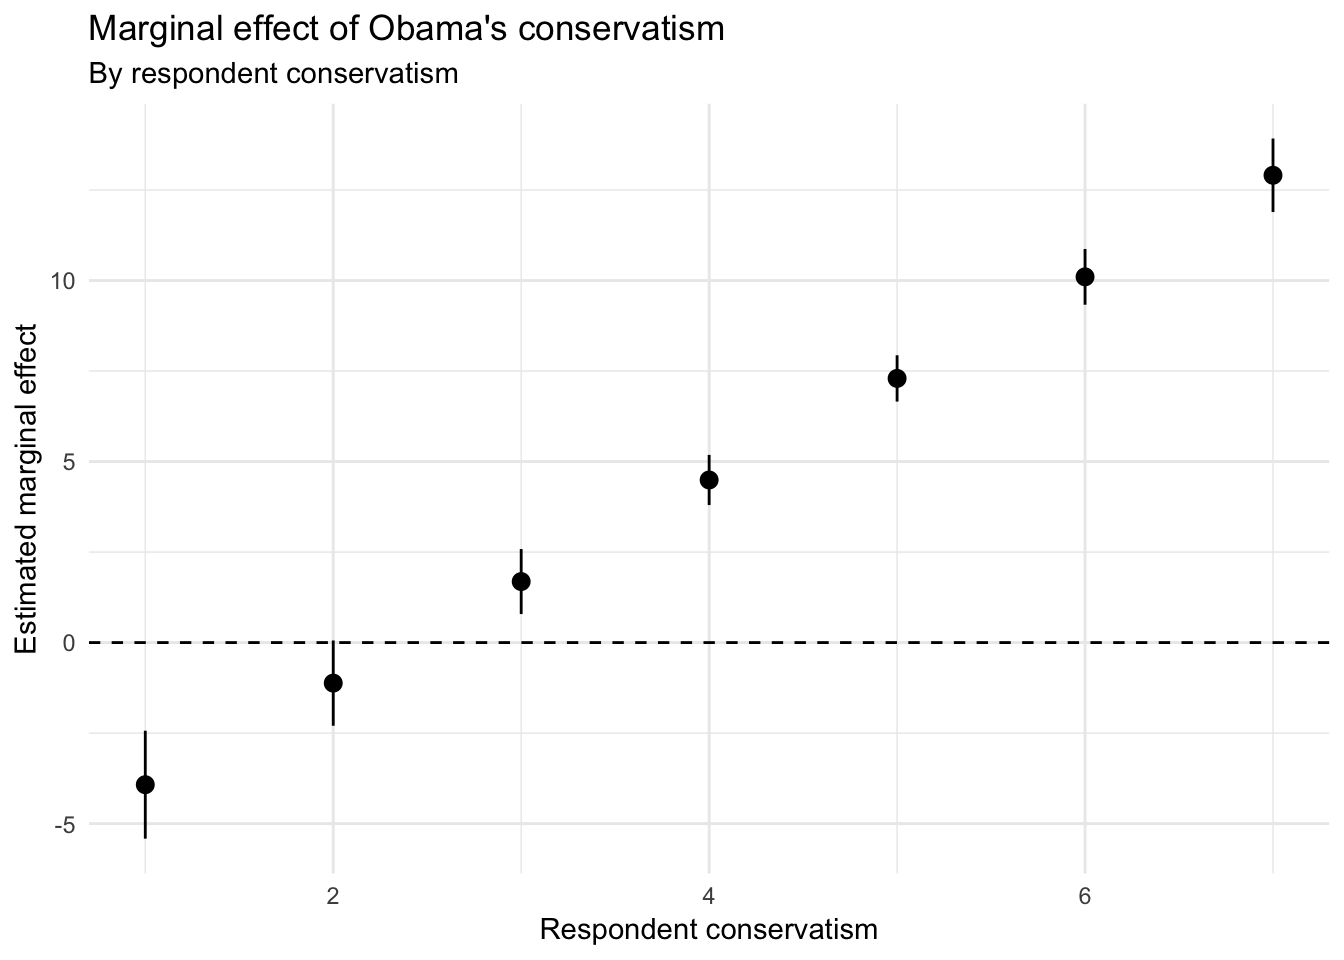 Marginal effect of Obama's conservatism
By respondent conservatism
Estimated marginal effect
10
5
0
-5
2
4
6
Respondent conservatism